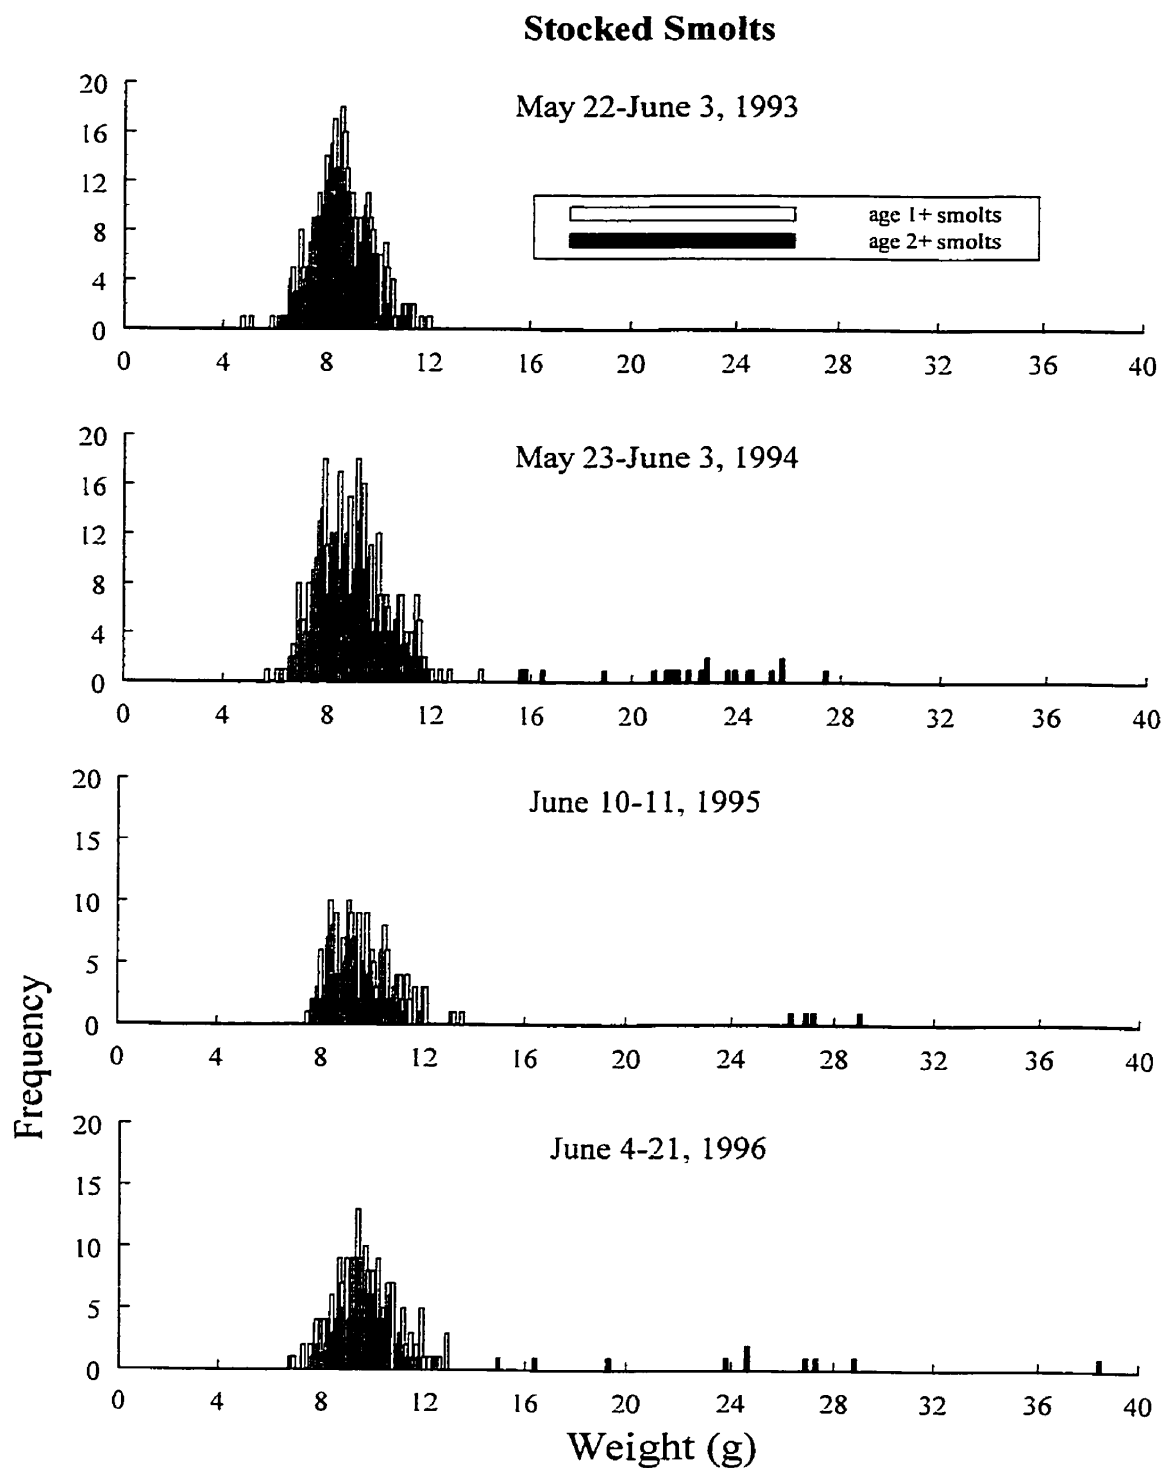 Stocked Smolts
May 22-June 3, 1993
age 1+ smolts
age 2+ smolts
20
16
12
8
4
0
0 4 8 12 16 20 24 28 32 36 40
May 23-June 3, 1994
20
16
12
8
4
0
0 4 8 12 16 20 24 28 32 36 40
June 10-11, 1995
20
15
10
5
0
0 4 8 12 16 20 24 28 32 36 40
June 4-21, 1996
20
15
10
5
0
0 4 8 12 16 20 24 28 32 36 40
Frequency
Weight (g)